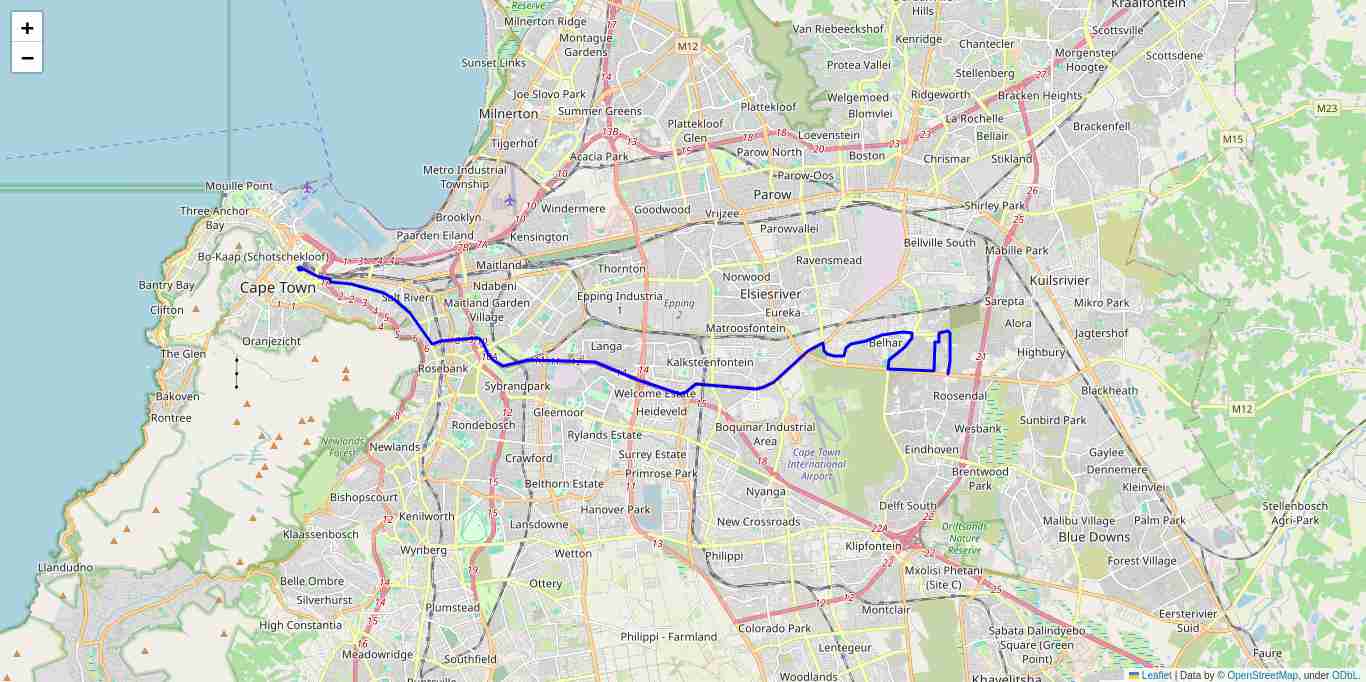 +
−
Reserve
Milnerton Ridge
Montague
Gardens
Sunset Links
Joe Slovo Park
Summer Greens
Milnerton
Tijgerhof
Acacia Park
Metro Industrial
Township
Mouille Point
Three Anchor
Bay
Brooklyn
Windermere
Paarden Eiland
Kensington
Bo-Kaap (Schotschekloof)
Maitland
Bantry Bay
Cape Town
Salt River
Ndabeni
Clifton
Maitland Garden
Village
Oranjezicht
The Glen
Rosebank
Bakoven
Rontree
Sybrandpark
Rondebosch
Newlands
Newlands
Forest
Bishopscourt
Kenilworth
Klaassenbosch
Wynberg
Llandudno
Belle Ombre
Silverhurst
High Constantia
Plumstead
Meadowridge
Southfield
M12
Van Riebeeckshof
Hills
Kenridge
Chantecler
Kraaifontein
Scottsville
Morgenster
Hoogte
Scottsdene
Protea Vallei
Stellenberg
Welgemoed
Ridgeworth
Bracken Heights
Plattekloof
Blomvlei
La Rochelle
Plattekloof
Glen
Loevenstein
Bellair
Brackenfell
M23
M15
Parow North
Boston
Chrismar
Stikland
Parow-Oos
Parow
Goodwood
Vrijzee
Shirley Park
Parowvallei
Bellville South
Mabille Park
Thornton
Ravensmead
Norwood
Kuilsrivier
Epping Industria
1
Epping
2
Elsiesriver
Eureka
Sarepta
Mikro Park
Matroosfontein
Alora
Jagtershof
Langa
Belhar
Highbury
Kalksteenfontein
Welcome Estate
Roosendal
Blackheath
M12
Gleemoor
Heideveld
Boquinar Industrial
Area
Wesbank
Sunbird Park
Rylands Estate
Crawford
Surrey Estate
Cape Town
International
Airport
Eindhoven
Gaylee
Primrose Park
Brentwood
Park
Dennemere
Belthorn Estate
Nyanga
Kleinvlei
Hanover Park
Delft South
Lansdowne
New Crossroads
Malibu Village
Palm Park
Stellenbosch
Agri-Park
Driftsands
Nature
Reserve
Blue Downs
Wetton
Philippi
Klipfontein
Forest Village
Ottery
Mxolisi Phetani
(Site C)
Montclair
Eersterivier
Suid
Philippi - Farmland
Colorado Park
Sabata Dalindyebo
Square (Green
Point)
Lentegeur
Faure
Woodlands
Khayelitsha
Leaflet | Data by © OpenStreetMap, under ODbL.